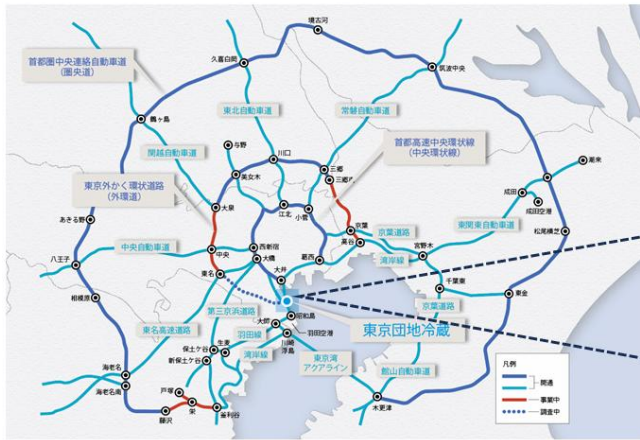 境古河
首都圏中央連絡自動車道
(圏央道)
久喜白岡
筑波中央
東北自動車道
常磐自動車道
鶴ヶ島
関越自動車道
与野
川口
首都高速中央環状線
(中央環状線)
潮来
美女木
三郷
東京外かく環状道路
(外環道)
成田
成田空港
大泉
江北
小菅
あきる野
京葉
京葉道路
東関東自動車道
松尾横芝
中央自動車道
中央
西新宿
高谷
宮野木
八王子
大橋
葛西
湾岸線
東名
大井
千葉東
相模原
東金
第三京浜道路
昭和島
京葉道路
東名高速道路
大師
羽田空港
東京団地冷蔵
羽田線
川崎
浮島
生麦
保土ケ谷
新保土ケ谷
湾岸線
東京湾
アクアライン
館山自動車道
凡例
開通
事業中
調査中
海老名
海老名南
戸塚
栄
藤沢
釜利谷
木更津